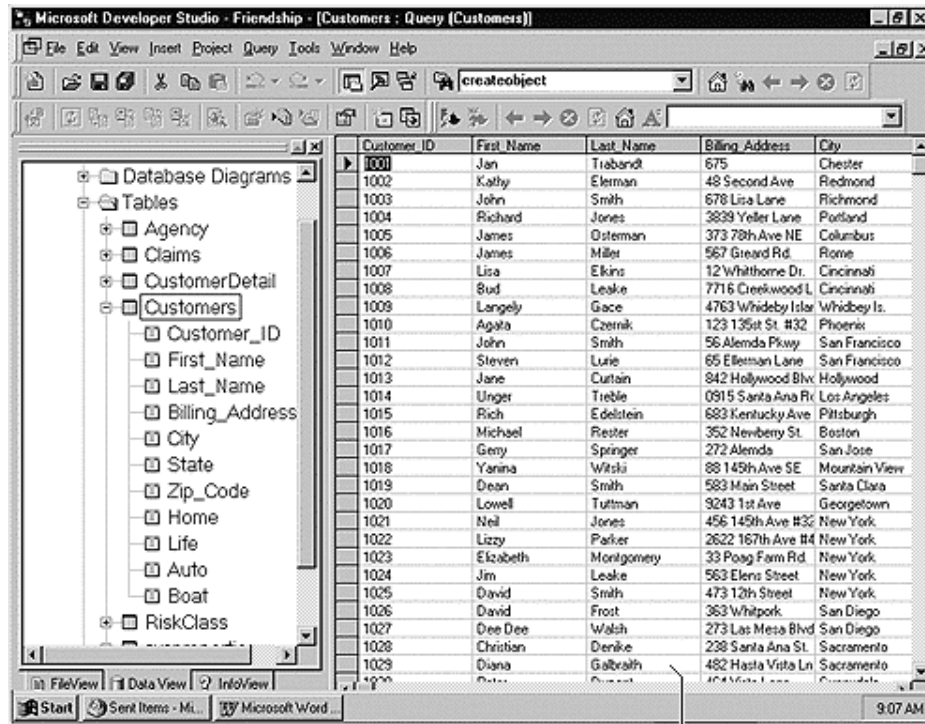 Microsoft Developer Studio - Friendship - [Customers : Query (Customers)]
File Edit View Insert Project Query Tools Window Help
createobject
Database Diagrams
Tables
Agency
Claims
CustomerDetail
Customers
Customer_ID
First_Name
Last_Name
Billing_Address
City
State
Zip_Code
Home
Life
Auto
Boat
RiskClass
FileView Data View InfoView
Customer_ID First_Name Last_Name Billing_Address City
1001 Jan Trabandt 675 Chester
1002 Kathy Elerman 48 Second Ave Redmond
1003 John Smith 678 Lisa Lane Richmond
1004 Richard Jones 3839 Yeller Lane Portland
1005 James Osterman 373 78th Ave NE Columbus
1006 James Miller 567 Greard Rd. Rome
1007 Lisa Elkins 12 Whitthorne Dr. Cincinnati
1008 Bud Leake 7716 Creekwood L Cincinnati
1009 Langely Gace 4763 Whideby Islar Whidbey Is.
1010 Agata Czernik 123 135st St. #32 Phoenix
1011 John Smith 56 Alemda Pkwy San Francisco
1012 Steven Lurie 65 Ellerman Lane San Francisco
1013 Jane Curtain 842 Hollywood Blvd Hollywood
1014 Unger Treble 0915 Santa Ana Ro Los Angeles
1015 Rich Edelstein 683 Kentucky Ave Pittsburgh
1016 Michael Rester 352 Newberry St. Boston
1017 Gerry Springer 272 Alemda San Jose
1018 Yanina Witski 88 145th Ave SE Mountain View
1019 Dean Smith 583 Main Street Santa Clara
1020 Lowell Tuttman 9243 1st Ave Georgetown
1021 Neil Jones 456 145th Ave #32 New York
1022 Lizzy Parker 2622 167th Ave #4 New York
1023 Elizabeth Montgomery 33 Poag Farm Rd. New York
1024 Jim Leake 563 Elens Street New York
1025 David Smith 473 12th Street New York
1026 David Frost 363 Whitpork San Diego
1027 Dee Dee Walsh 273 Las Mesa Blvd San Diego
1028 Christian Denike 238 Santa Ana St. Sacramento
1029 Diana Galbraith 482 Hasta Vista Ln Sacramento
Start Sent Items - Mi... Microsoft Word ... 9:07 AM